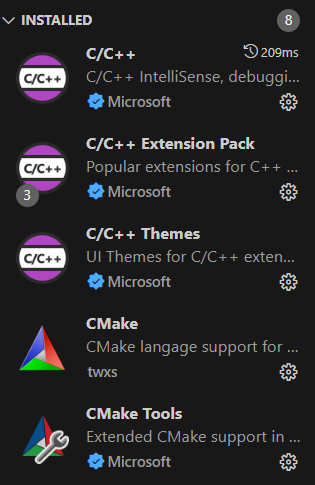 INSTALLED 8
C/C++ 209ms
C/C++
C/C++ IntelliSense, debuggi...
Microsoft
C/C++ Extension Pack
C/C++
Popular extensions for C++ ...
3
Microsoft
C/C++ Themes
C/C++
UI Themes for C/C++ exten...
Microsoft
CMake
CMake langage support for ...
twxs
CMake Tools
Extended CMake support in ...
Microsoft